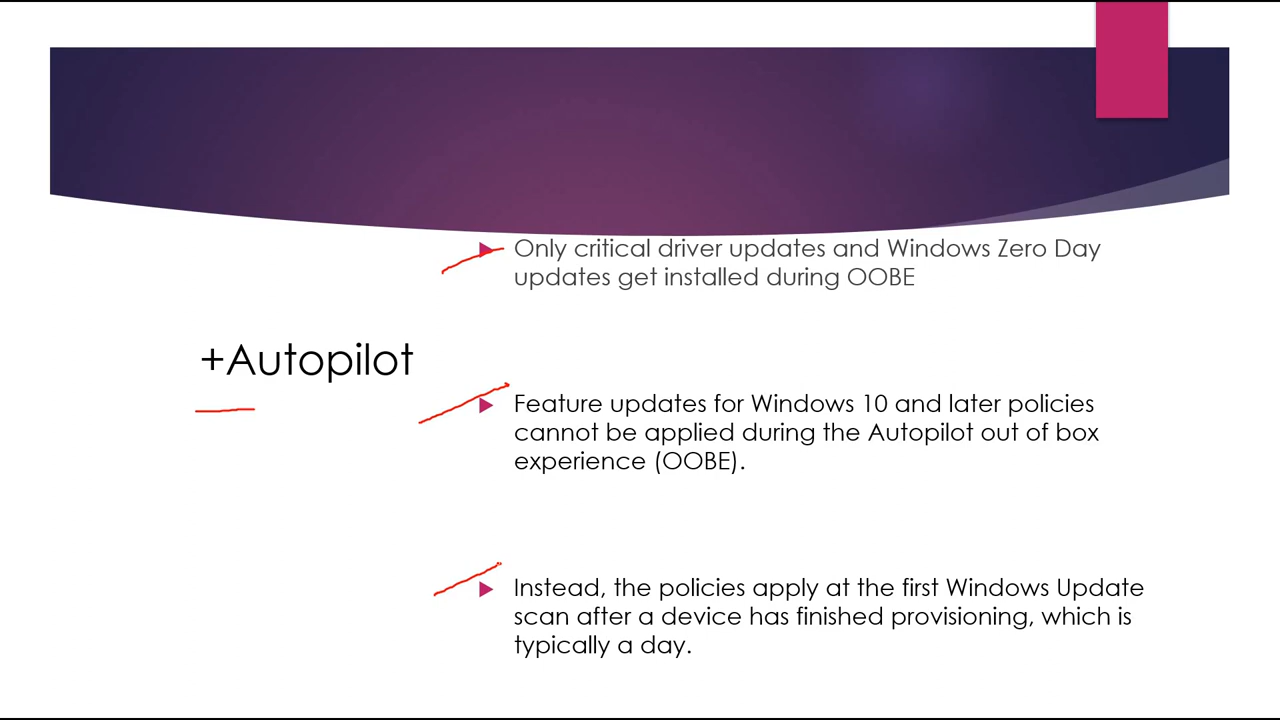 Only critical driver updates and Windows Zero Day
updates get installed during OOBE
+Autopilot
Feature updates for Windows 10 and later policies
cannot be applied during the Autopilot out of box
experience (OOBE).
Instead, the policies apply at the first Windows Update
scan after a device has finished provisioning, which is
typically a day.